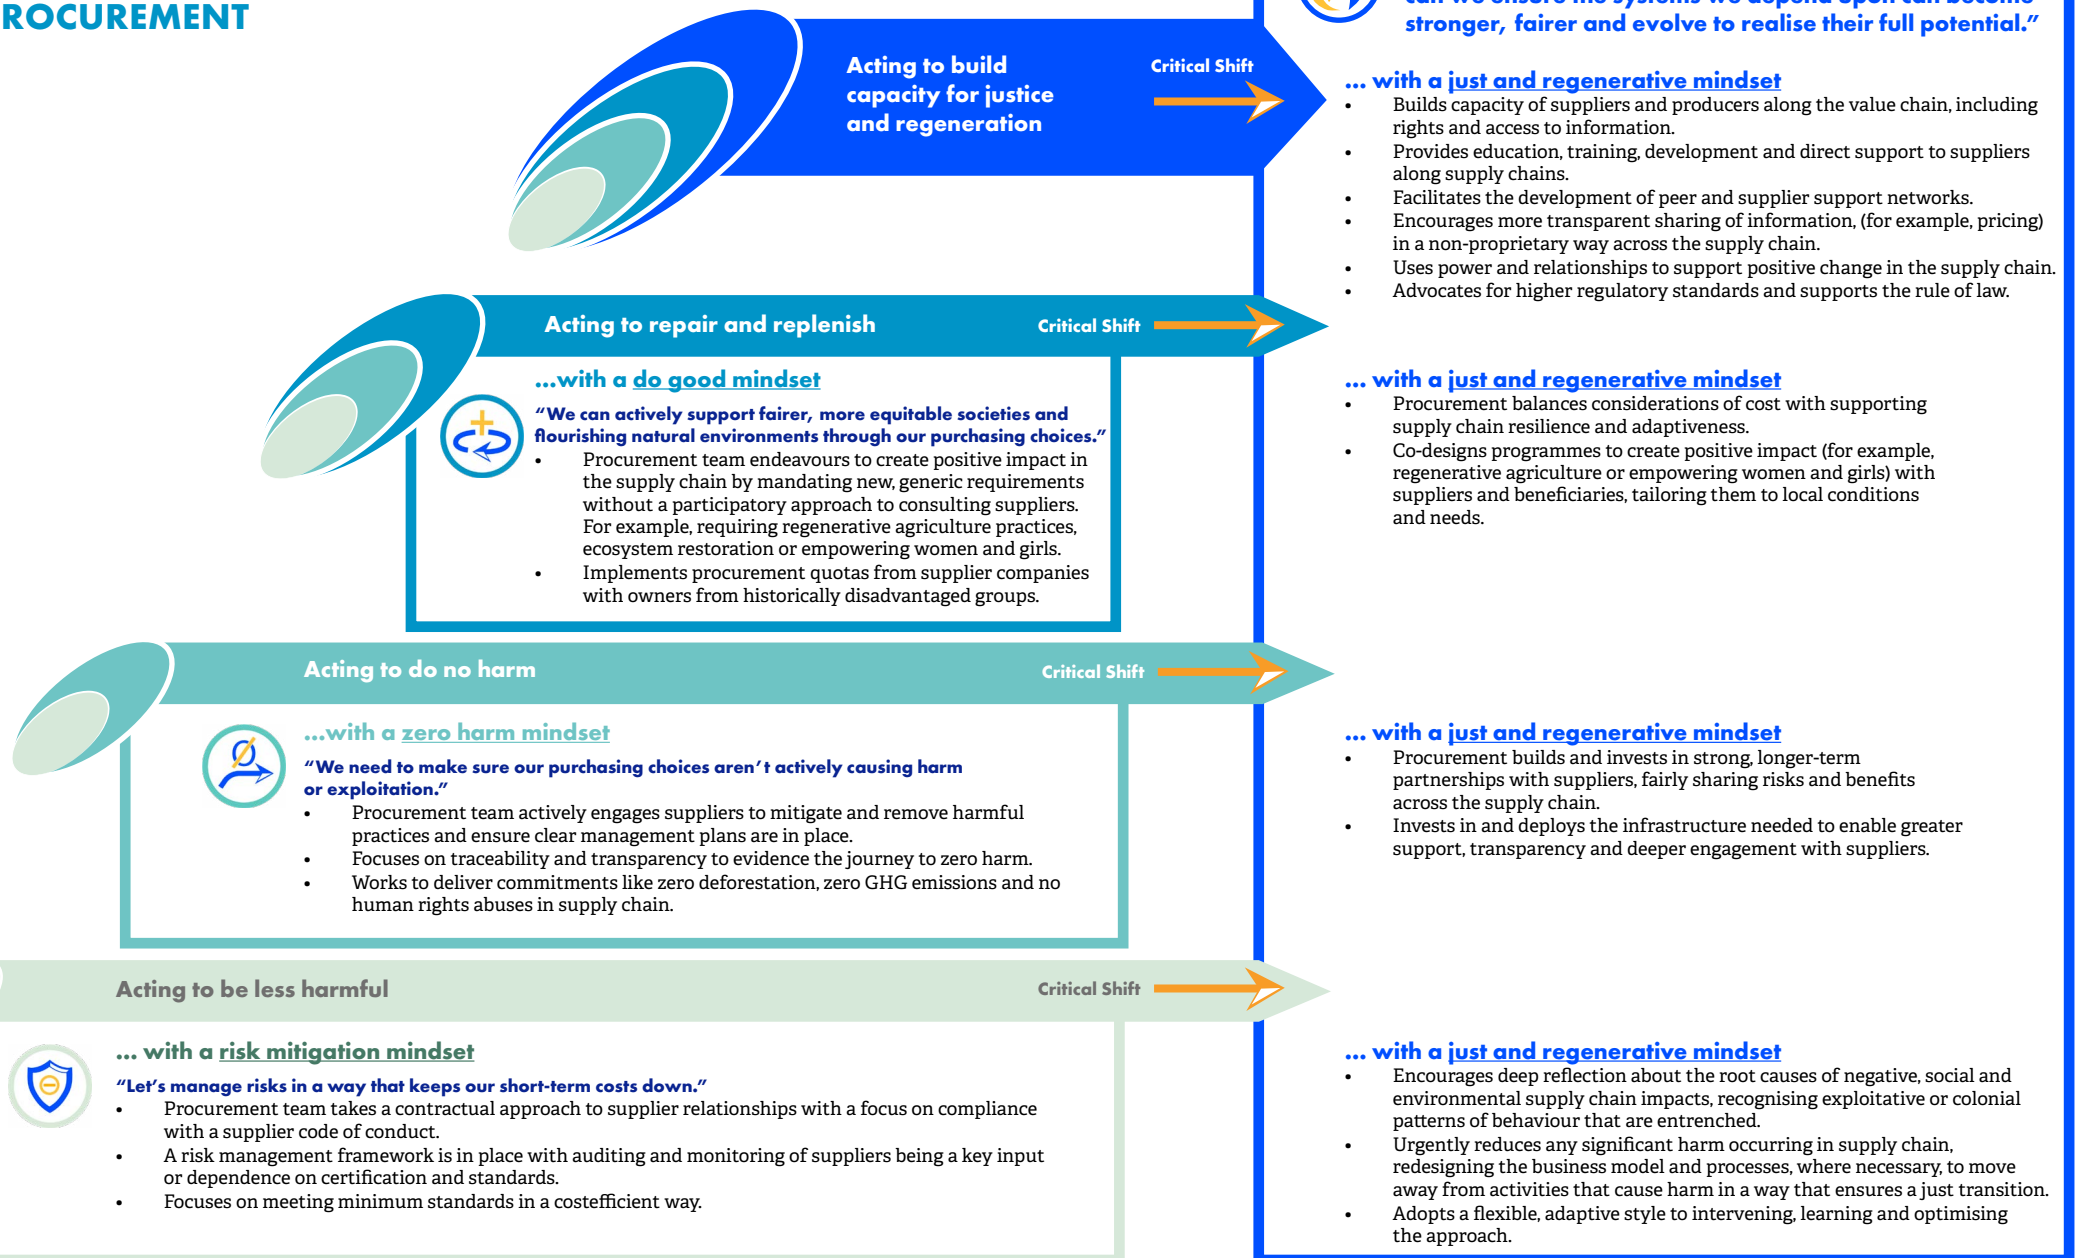 ROCUREMENT
can we ensure the systems we depend upon can become
stronger, fairer and evolve to realise their full potential.”
Acting to build
capacity for justice
and regeneration
Critical Shift
... with a just and regenerative mindset
• Builds capacity of suppliers and producers along the value chain, including
rights and access to information.
• Provides education, training, development and direct support to suppliers
along supply chains.
• Facilitates the development of peer and supplier support networks.
• Encourages more transparent sharing of information, (for example, pricing)
in a non-proprietary way across the supply chain.
• Uses power and relationships to support positive change in the supply chain.
• Advocates for higher regulatory standards and supports the rule of law.
Acting to repair and replenish
Critical Shift
...with a do good mindset
“We can actively support fairer, more equitable societies and
flourishing natural environments through our purchasing choices.”
• Procurement team endeavours to create positive impact in
the supply chain by mandating new, generic requirements
without a participatory approach to consulting suppliers.
For example, requiring regenerative agriculture practices,
ecosystem restoration or empowering women and girls.
• Implements procurement quotas from supplier companies
with owners from historically disadvantaged groups.
... with a just and regenerative mindset
• Procurement balances considerations of cost with supporting
supply chain resilience and adaptiveness.
• Co-designs programmes to create positive impact (for example,
regenerative agriculture or empowering women and girls) with
suppliers and beneficiaries, tailoring them to local conditions
and needs.
Acting to do no harm
Critical Shift
...with a zero harm mindset
“We need to make sure our purchasing choices aren’t actively causing harm
or exploitation.”
• Procurement team actively engages suppliers to mitigate and remove harmful
practices and ensure clear management plans are in place.
• Focuses on traceability and transparency to evidence the journey to zero harm.
• Works to deliver commitments like zero deforestation, zero GHG emissions and no
human rights abuses in supply chain.
... with a just and regenerative mindset
• Procurement builds and invests in strong, longer-term
partnerships with suppliers, fairly sharing risks and benefits
across the supply chain.
• Invests in and deploys the infrastructure needed to enable greater
support, transparency and deeper engagement with suppliers.
Acting to be less harmful
Critical Shift
... with a risk mitigation mindset
“Let’s manage risks in a way that keeps our short-term costs down.”
• Procurement team takes a contractual approach to supplier relationships with a focus on compliance
with a supplier code of conduct.
• A risk management framework is in place with auditing and monitoring of suppliers being a key input
or dependence on certification and standards.
• Focuses on meeting minimum standards in a costefficient way.
... with a just and regenerative mindset
• Encourages deep reflection about the root causes of negative, social and
environmental supply chain impacts, recognising exploitative or colonial
patterns of behaviour that are entrenched.
• Urgently reduces any significant harm occurring in supply chain,
redesigning the business model and processes, where necessary, to move
away from activities that cause harm in a way that ensures a just transition.
• Adopts a flexible, adaptive style to intervening, learning and optimising
the approach.